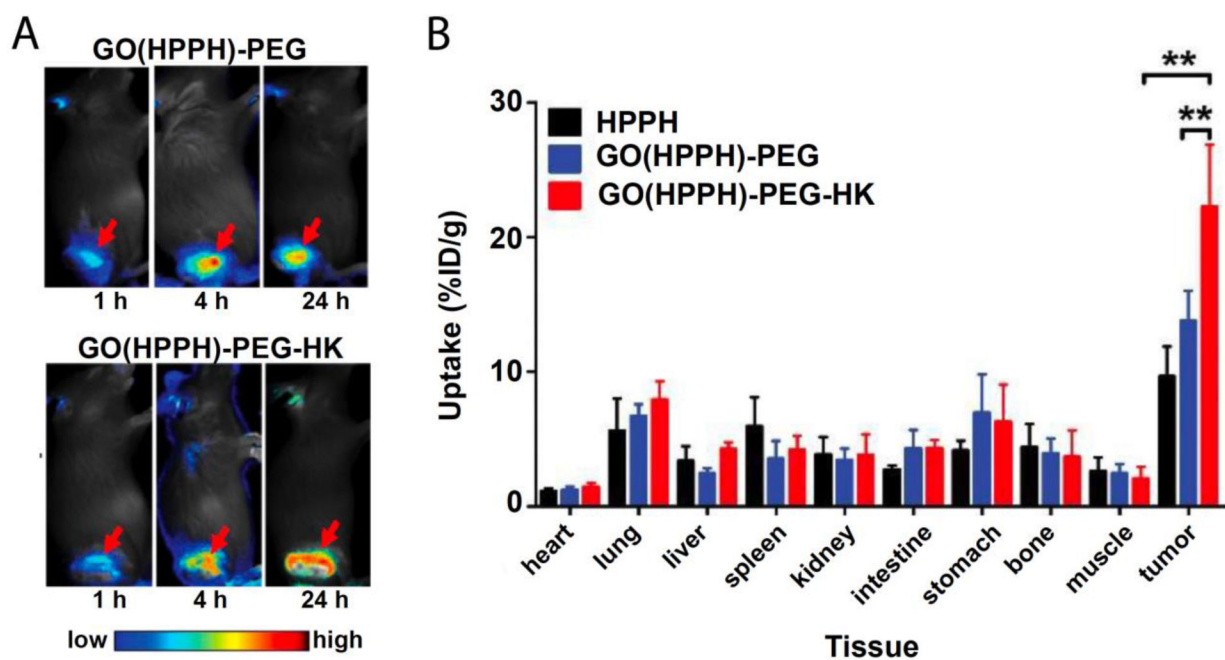 A
GO(HPPH)-PEG
1 h 4 h 24 h
GO(HPPH)-PEG-HK
1 h 4 h 24 h
low high
B
** 
**
30
20
10
0
Uptake (%ID/g)
HPPH
GO(HPPH)-PEG
GO(HPPH)-PEG-HK
heart lung liver spleen kidney intestine stomach bone muscle tumor
Tissue